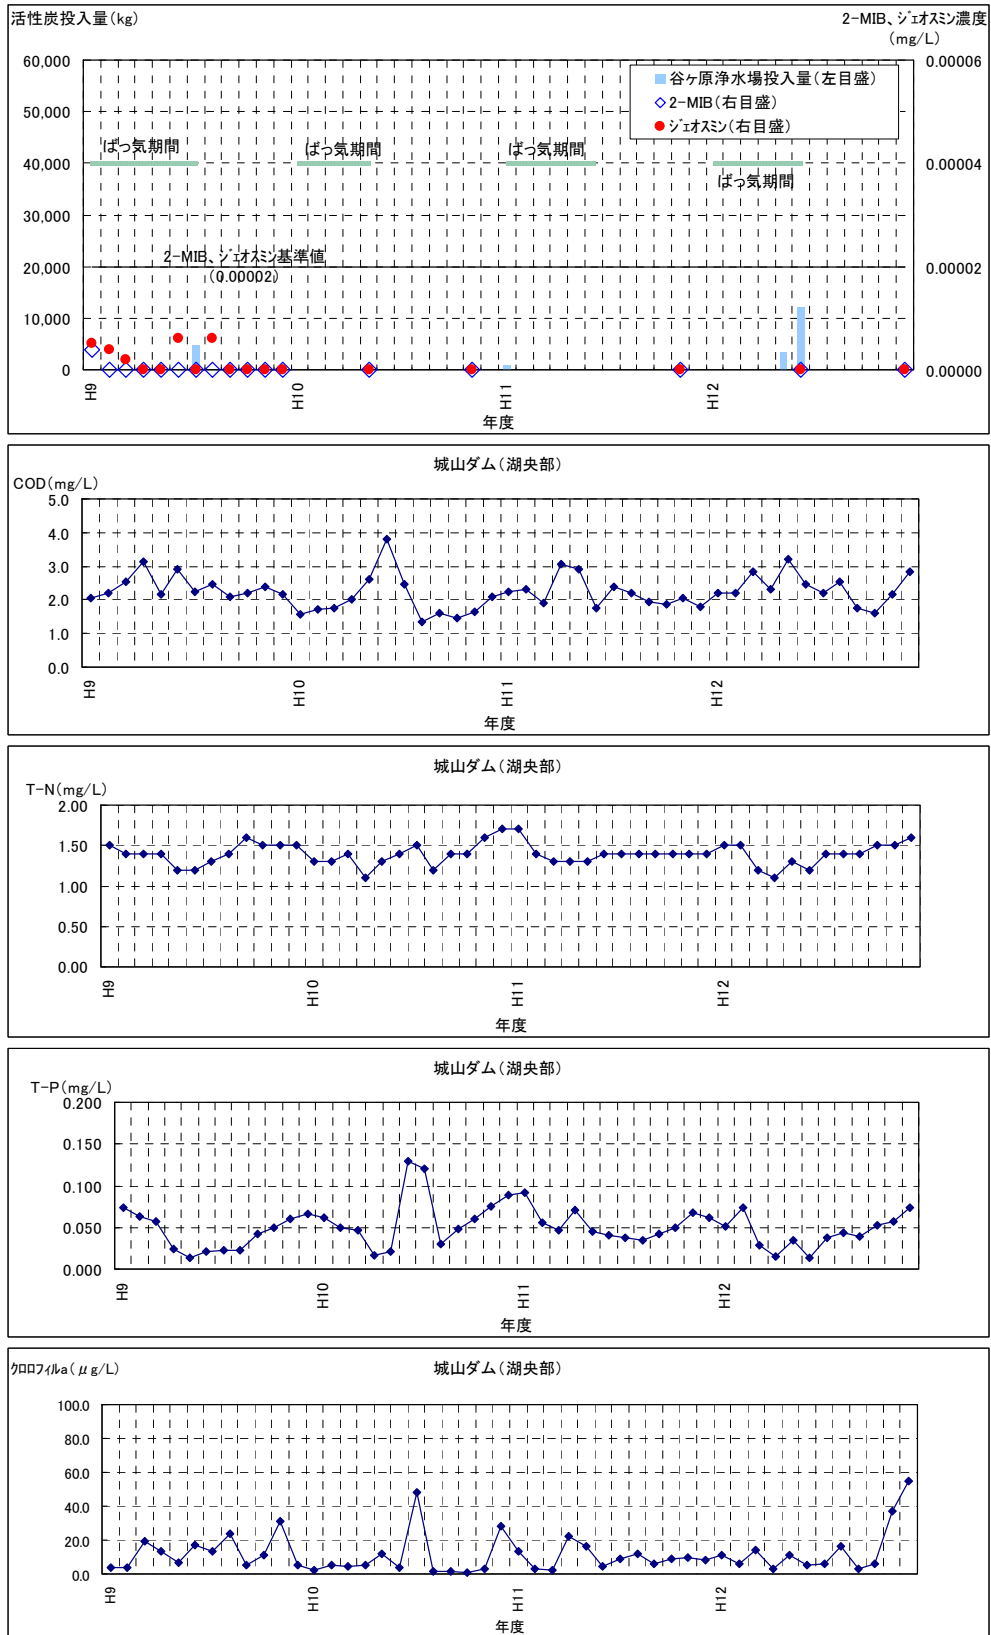 活性炭投入量(kg)
2-MIB、ジェオスミン濃度
(mg/L)
60,000
50,000
40,000
30,000
20,000
10,000
0
0.00006
0.00004
0.00002
0.00000
谷ヶ原浄水場投入量(左目盛)
2-MIB(右目盛)
ジェオスミン(右目盛)
ばっ気期間
ばっ気期間
ばっ気期間
ばっ気期間
2-MIB、ジェオスミン基準値
(0.00002)
H9
H10
H11
H12
年度
城山ダム(湖央部)
COD(mg/L)
5.0
4.0
3.0
2.0
1.0
0.0
H9
H10
H11
H12
年度
城山ダム(湖央部)
T-N(mg/L)
2.00
1.50
1.00
0.50
0.00
H9
H10
H11
H12
年度
城山ダム(湖央部)
T-P(mg/L)
0.200
0.150
0.100
0.050
0.000
H9
H10
H11
H12
年度
クロロフィルa(μg/L)
城山ダム(湖央部)
100.0
80.0
60.0
40.0
20.0
0.0
H9
H10
H11
H12
年度